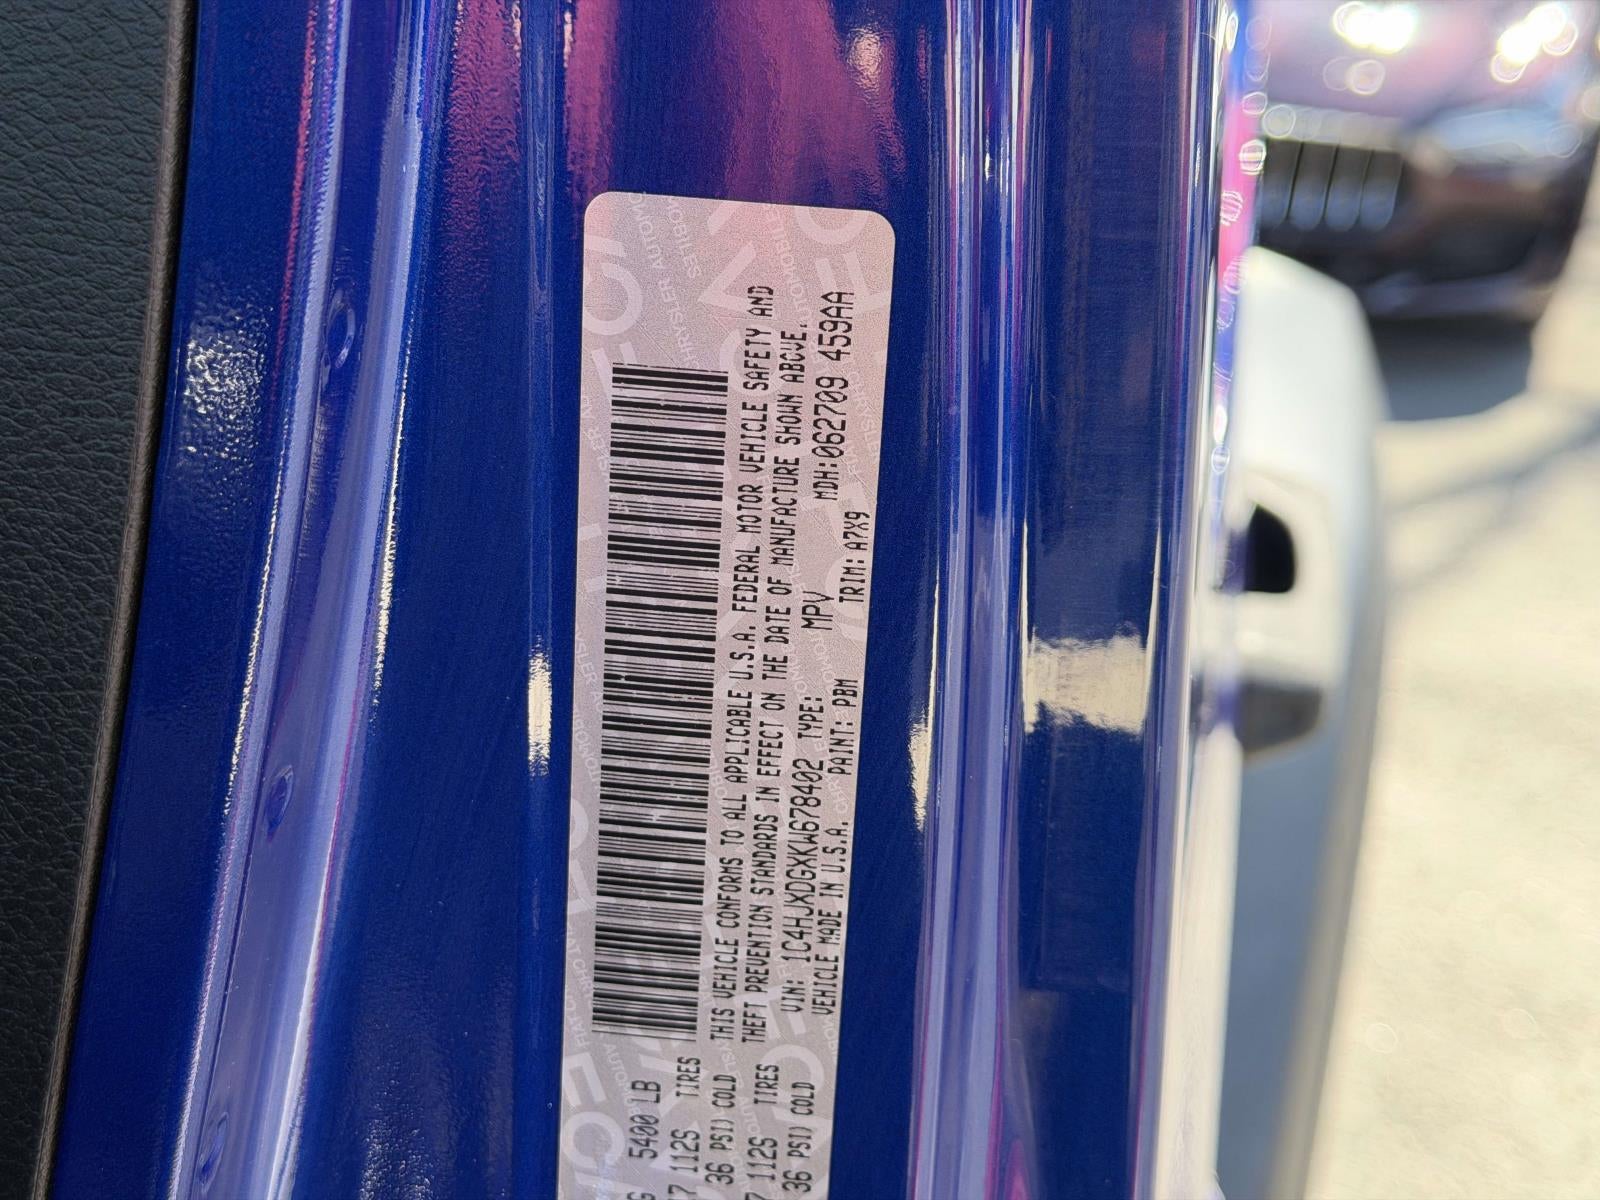 G 5400 LB
17 112S TIRES
36 PSI) COLD
7 112S TIRES
36 PSI) COLD
THIS VEHICLE CONFORMS TO ALL APPLICABLE U.S.A. FEDERAL MOTOR VEHICLE SAFETY AND
THEFT PREVENTION STANDARDS IN EFFECT ON THE DATE OF MANUFACTURE SHOWN ABOVE.
VIN: 1C4HJXDGXKW678402 TYPE: MPV MDH:062709 459AA
VEHICLE MADE IN U.S.A. PAINT: PBM TRIM: A7X9